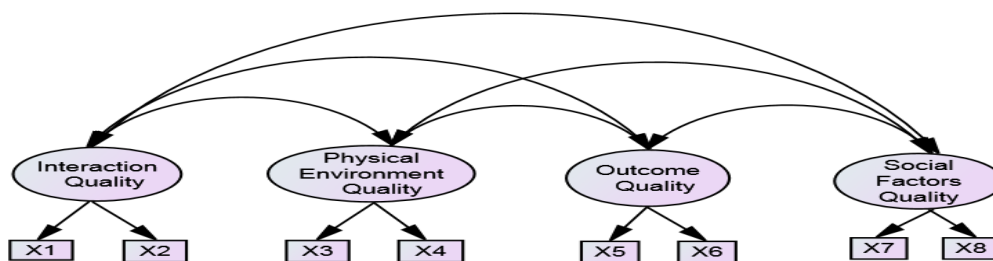 Interaction
Quality
Physical
Environment
Quality
Outcome
Quality
Social
Factors
Quality
X1
X2
X3
X4
X5
X6
X7
X8